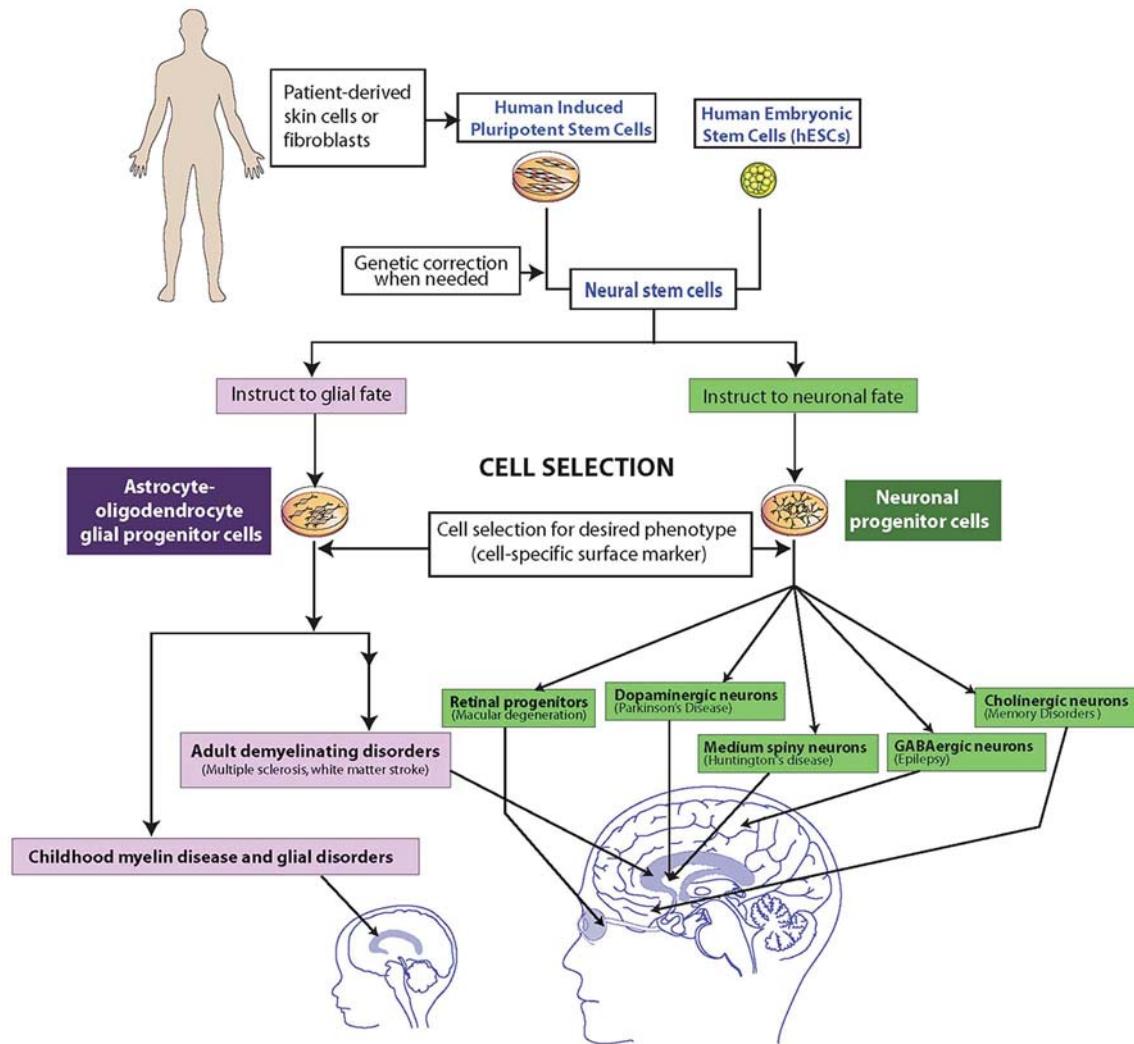 Patient-derived
skin cells or
fibroblasts
Human Induced
Pluripotent Stem Cells
Human Embryonic
Stem Cells (hESCs)
Genetic correction
when needed
Neural stem cells
Instruct to glial fate
Instruct to neuronal fate
CELL SELECTION
Astrocyte-
oligodendrocyte
glial progenitor cells
Neuronal
progenitor cells
Cell selection for desired phenotype
(cell-specific surface marker)
Retinal progenitors
(Macular degeneration)
Dopaminergic neurons
(Parkinson's Disease)
Cholinergic neurons
(Memory Disorders )
Medium spiny neurons
(Huntington's disease)
GABAergic neurons
(Epilepsy)
Adult demyelinating disorders
(Multiple sclerosis, white matter stroke)
Childhood myelin disease and glial disorders